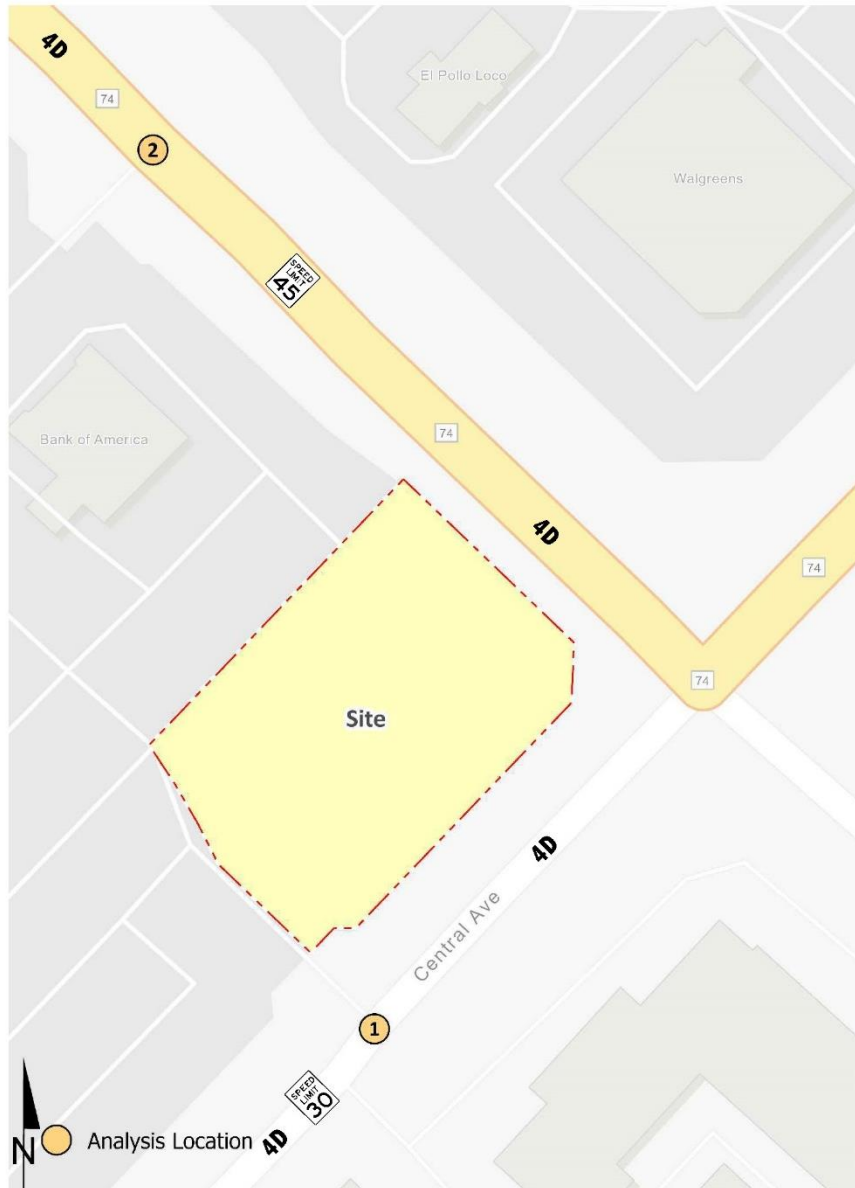 4D
El Pollo Loco
74
2
Walgreens
SPEED
LIMIT
45
74
Bank of America
4D
74
74
Site
4D
Central Ave
1
SPEED
LIMIT
30
4D
N
Analysis Location